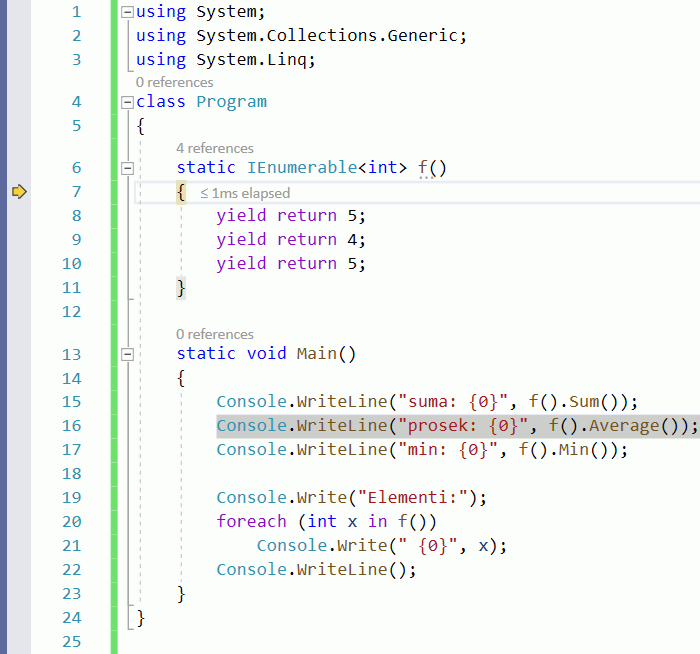 1 using System;
2 using System.Collections.Generic;
3 using System.Linq;
0 references
4 class Program
5 {
4 references
6 static IEnumerable<int> f()
7 { ≤ 1ms elapsed
8 yield return 5;
9 yield return 4;
10 yield return 5;
11 }
12
0 references
13 static void Main()
14 {
15 Console.WriteLine("suma: {0}", f().Sum());
16 Console.WriteLine("prosek: {0}", f().Average());
17 Console.WriteLine("min: {0}", f().Min());
18
19 Console.Write("Elementi:");
20 foreach (int x in f())
21 Console.Write(" {0}", x);
22 Console.WriteLine();
23 }
24 }
25